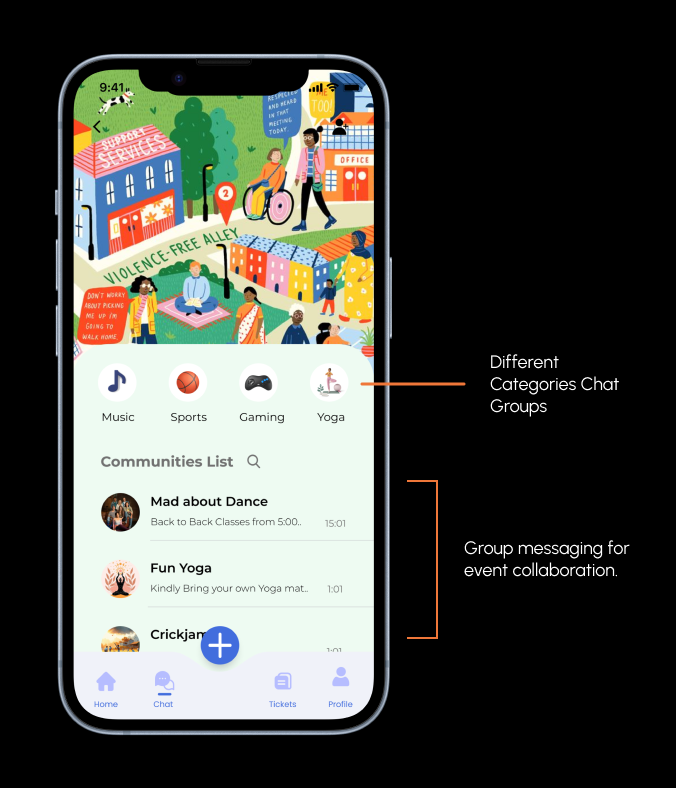 9:41
RESPECTED
AND HEARD
IN THAT
MEETING
TODAY.
ME
TOO!
SUPPORT
SERVICES
OFFICE
2
VIOLENCE-FREE ALLEY
DON'T WORRY
ABOUT PICKING
ME UP I'M
GOING TO
WALK HOME
Music
Sports
Gaming
Yoga
Different
Categories Chat
Groups
Communities List
Mad about Dance
Back to Back Classes from 5:00..
15:01
Fun Yoga
Kindly Bring your own Yoga mat..
1:01
Crickjam
1:01
Group messaging for
event collaboration.
Home
Chat
Tickets
Profile